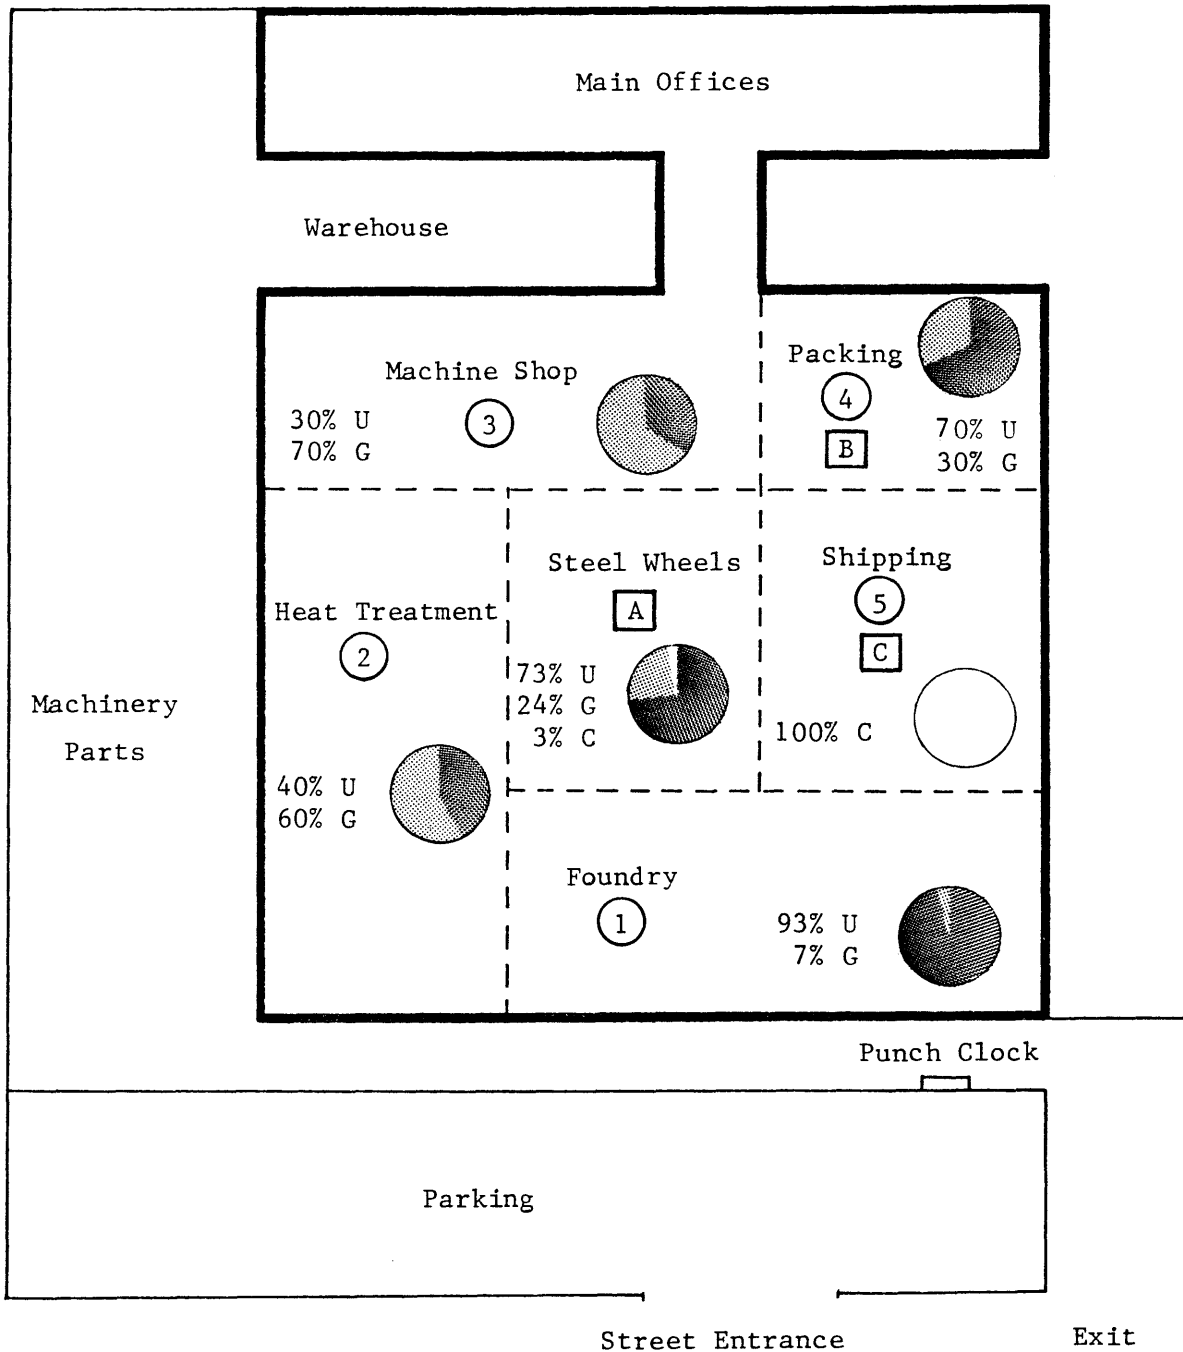 Main Offices
Warehouse
Machine Shop
3
30% U
70% G
Packing
4
B
70% U
30% G
Steel Wheels
A
73% U
24% G
3% C
Shipping
5
C
100% C
Heat Treatment
2
40% U
60% G
Machinery
Parts
Foundry
1
93% U
7% G
Punch Clock
Parking
Street Entrance
Exit